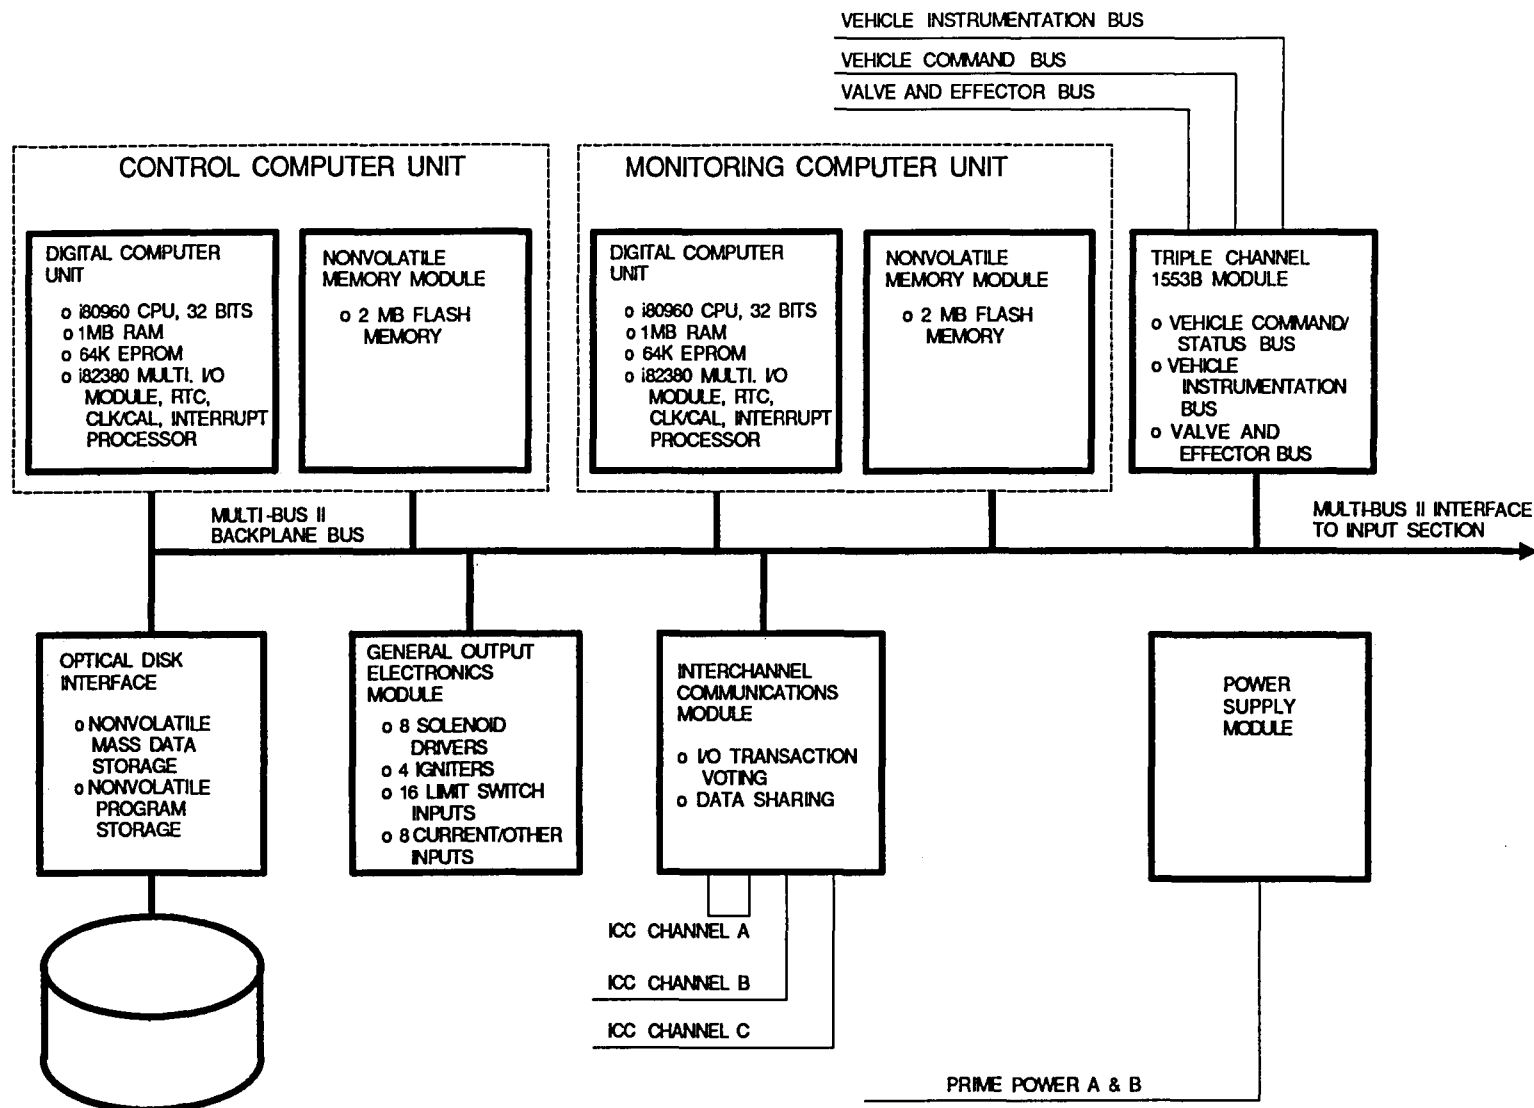 VEHICLE INSTRUMENTATION BUS
VEHICLE COMMAND BUS
VALVE AND EFFECTOR BUS
CONTROL COMPUTER UNIT
DIGITAL COMPUTER
UNIT
o i80960 CPU, 32 BITS
o 1MB RAM
o 64K EPROM
o i82380 MULTI. I/O
MODULE, RTC,
CLK/CAL, INTERRUPT
PROCESSOR
NONVOLATILE
MEMORY MODULE
o 2 MB FLASH
MEMORY
MONITORING COMPUTER UNIT
DIGITAL COMPUTER
UNIT
o i80960 CPU, 32 BITS
o 1MB RAM
o 64K EPROM
o i82380 MULTI. I/O
MODULE, RTC,
CLK/CAL, INTERRUPT
PROCESSOR
NONVOLATILE
MEMORY MODULE
o 2 MB FLASH
MEMORY
TRIPLE CHANNEL
1553B MODULE
o VEHICLE COMMAND/
STATUS BUS
o VEHICLE
INSTRUMENTATION
BUS
o VALVE AND
EFFECTOR BUS
MULTI-BUS II
BACKPLANE BUS
MULTI-BUS II INTERFACE
TO INPUT SECTION
OPTICAL DISK
INTERFACE
o NONVOLATILE
MASS DATA
STORAGE
o NONVOLATILE
PROGRAM
STORAGE
GENERAL OUTPUT
ELECTRONICS
MODULE
o 8 SOLENOID
DRIVERS
o 4 IGNITERS
o 16 LIMIT SWITCH
INPUTS
o 8 CURRENT/OTHER
INPUTS
INTERCHANNEL
COMMUNICATIONS
MODULE
o I/O TRANSACTION
VOTING
o DATA SHARING
POWER
SUPPLY
MODULE
ICC CHANNEL A
ICC CHANNEL B
ICC CHANNEL C
PRIME POWER A & B